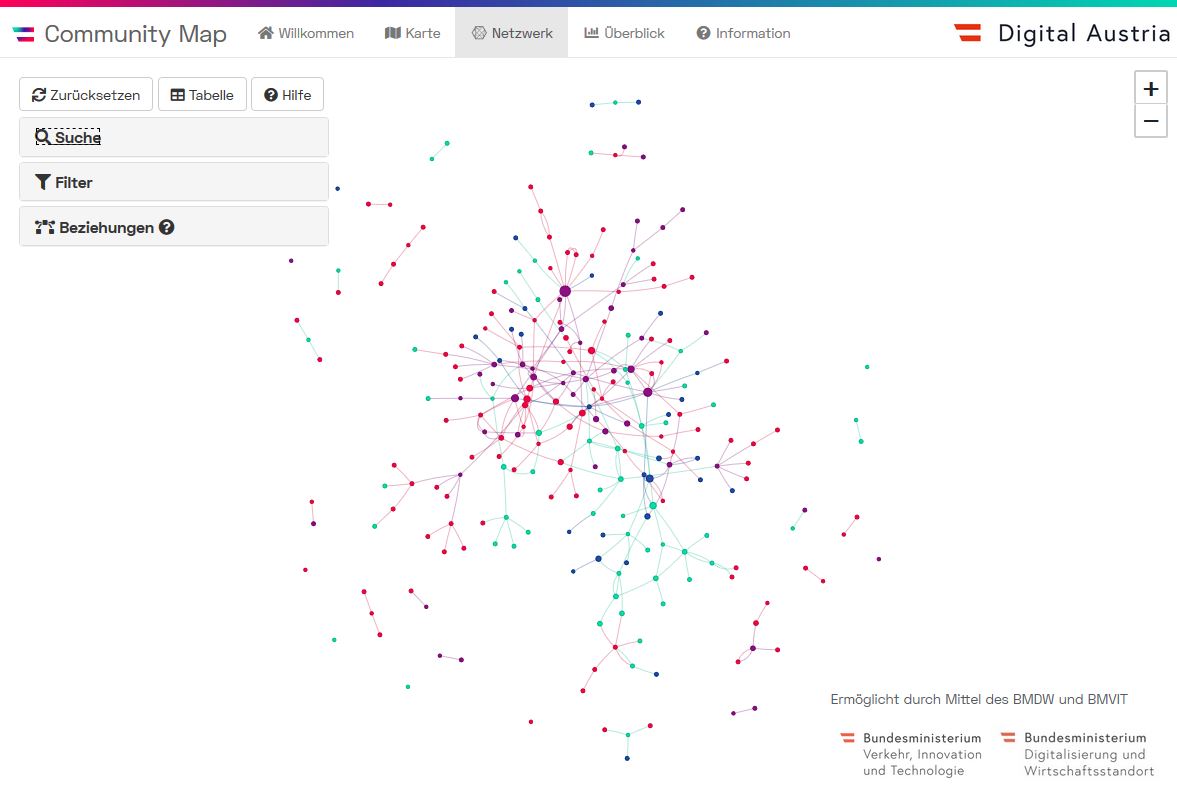 Community Map
Willkommen
Karte
Netzwerk
Überblick
Information
Digital Austria
Zurücksetzen
Tabelle
Hilfe
+
Suche
−
Filter
Beziehungen
Ermöglicht durch Mittel des BMDW und BMVIT
Bundesministerium
Verkehr, Innovation
und Technologie
Bundesministerium
Digitalisierung und
Wirtschaftsstandort